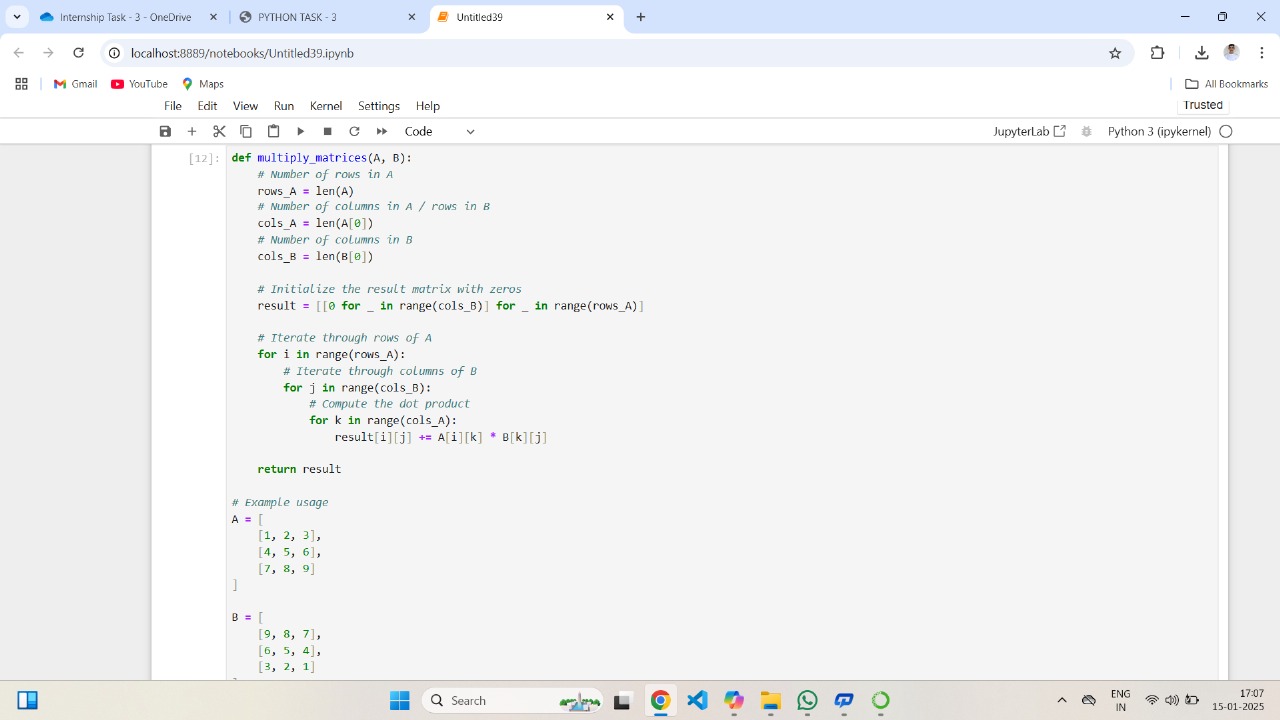 Internship Task - 3 - OneDrive
PYTHON TASK - 3
Untitled39
localhost:8889/notebooks/Untitled39.ipynb
Gmail
YouTube
Maps
All Bookmarks
File Edit View Run Kernel Settings Help
Trusted
Code
JupyterLab
Python 3 (ipykernel)
[12]:
def multiply_matrices(A, B):
    # Number of rows in A
    rows_A = len(A)
    # Number of columns in A / rows in B
    cols_A = len(A[0])
    # Number of columns in B
    cols_B = len(B[0])

    # Initialize the result matrix with zeros
    result = [[0 for _ in range(cols_B)] for _ in range(rows_A)]

    # Iterate through rows of A
    for i in range(rows_A):
        # Iterate through columns of B
        for j in range(cols_B):
            # Compute the dot product
            for k in range(cols_A):
                result[i][j] += A[i][k] * B[k][j]

    return result

# Example usage
A = [
    [1, 2, 3],
    [4, 5, 6],
    [7, 8, 9]
]

B = [
    [9, 8, 7],
    [6, 5, 4],
    [3, 2, 1]
Search
ENG
IN
17:07
15-01-2025